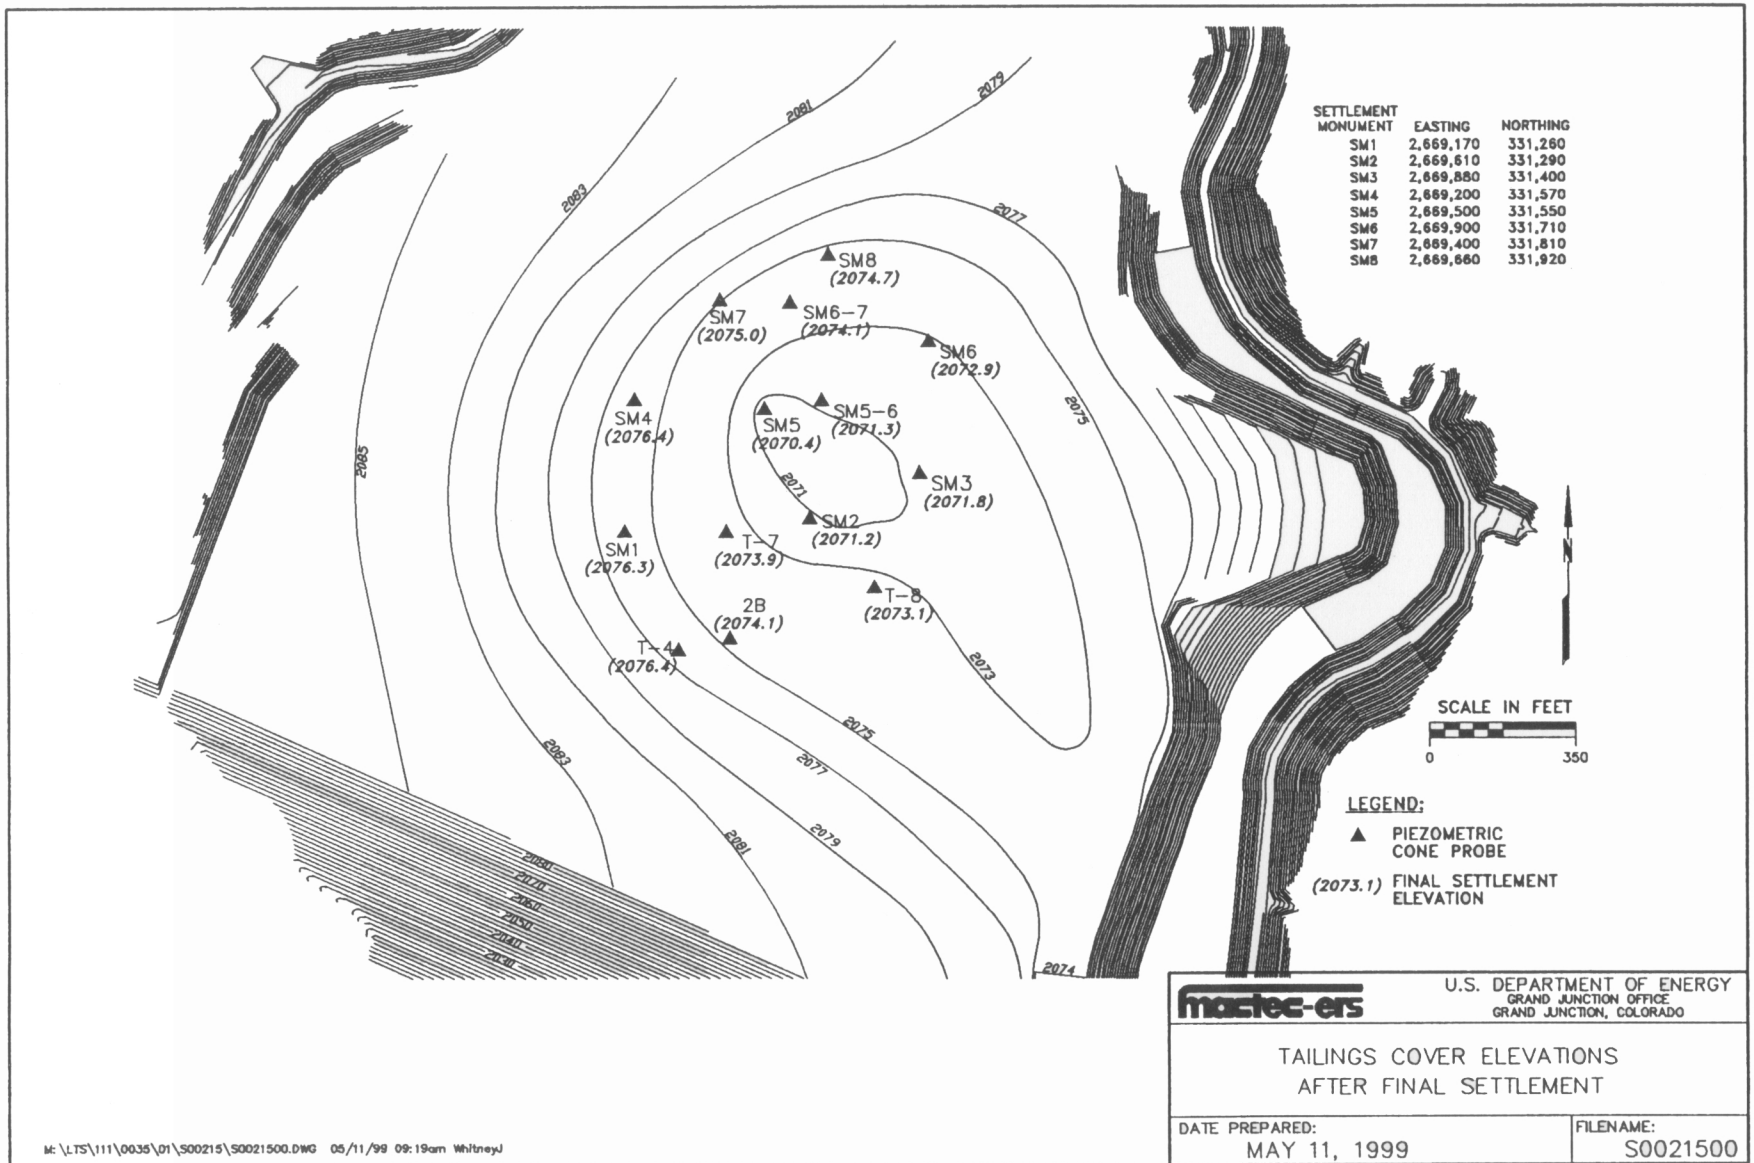 2081
2079
2083
2077
2085
2075
2071
2073
2075
2077
2083
2079
2081
2074
2080
2070
2060
2050
2040
2030
SM8
(2074.7)
SM7
(2075.0)
SM6-7
(2074.1)
SM6
(2072.9)
SM4
(2076.4)
SM5
(2070.4)
SM5-6
(2071.3)
SM3
(2071.8)
SM2
(2071.2)
SM1
(2076.3)
T-7
(2073.9)
T-8
(2073.1)
2B
(2074.1)
T-4
(2076.4)
SETTLEMENT
MONUMENT EASTING NORTHING
SM1 2,669,170 331,260
SM2 2,669,610 331,290
SM3 2,669,880 331,400
SM4 2,669,200 331,570
SM5 2,669,500 331,550
SM6 2,669,900 331,710
SM7 2,669,400 331,810
SM8 2,669,660 331,920
N
SCALE IN FEET
0 350
LEGEND:
PIEZOMETRIC
CONE PROBE
(2073.1) FINAL SETTLEMENT
ELEVATION
mactec-ers
U.S. DEPARTMENT OF ENERGY
GRAND JUNCTION OFFICE
GRAND JUNCTION, COLORADO
TAILINGS COVER ELEVATIONS
AFTER FINAL SETTLEMENT
DATE PREPARED:
MAY 11, 1999
FILENAME:
S0021500
M:\LTS\111\0035\01\S00215\S0021500.DWG 05/11/99 09:19am WhitneyJ